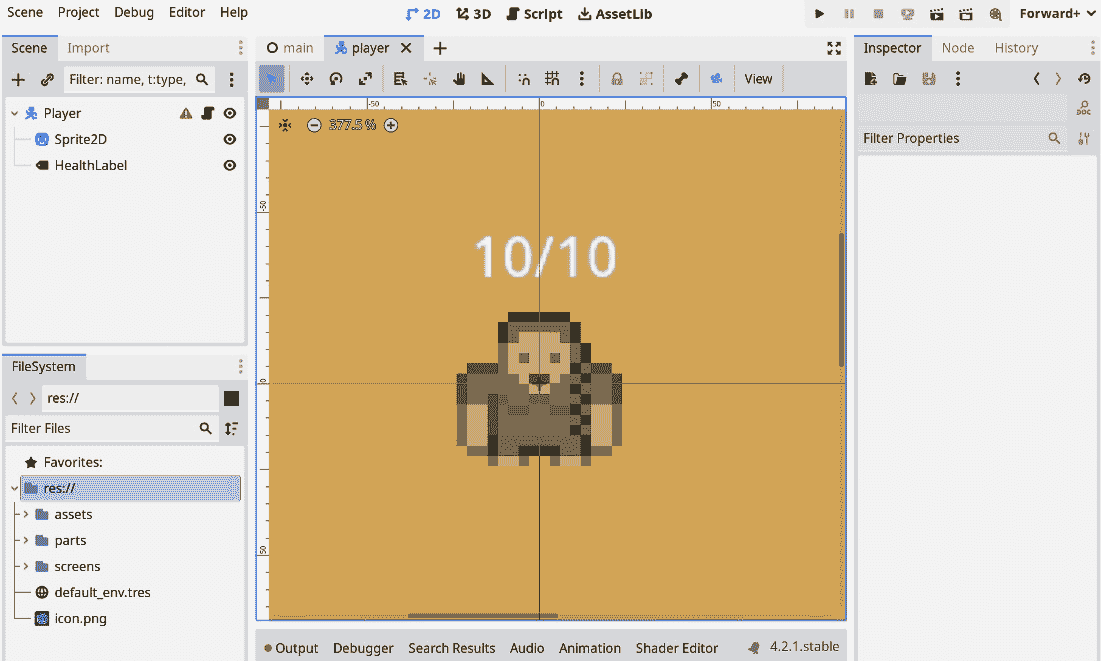 Scene Project Debug Editor Help 2D 3D Script AssetLib Forward+
Scene Import main player Inspector Node History
Filter: name, t:type, View
Player
Sprite2D
HealthLabel
-50 0 50
377.5 %
-50
0
50
10/10
DOC
Filter Properties
FileSystem
res://
Filter Files
Favorites:
res://
assets
parts
screens
default_env.tres
icon.png
Output Debugger Search Results Audio Animation Shader Editor 4.2.1.stable